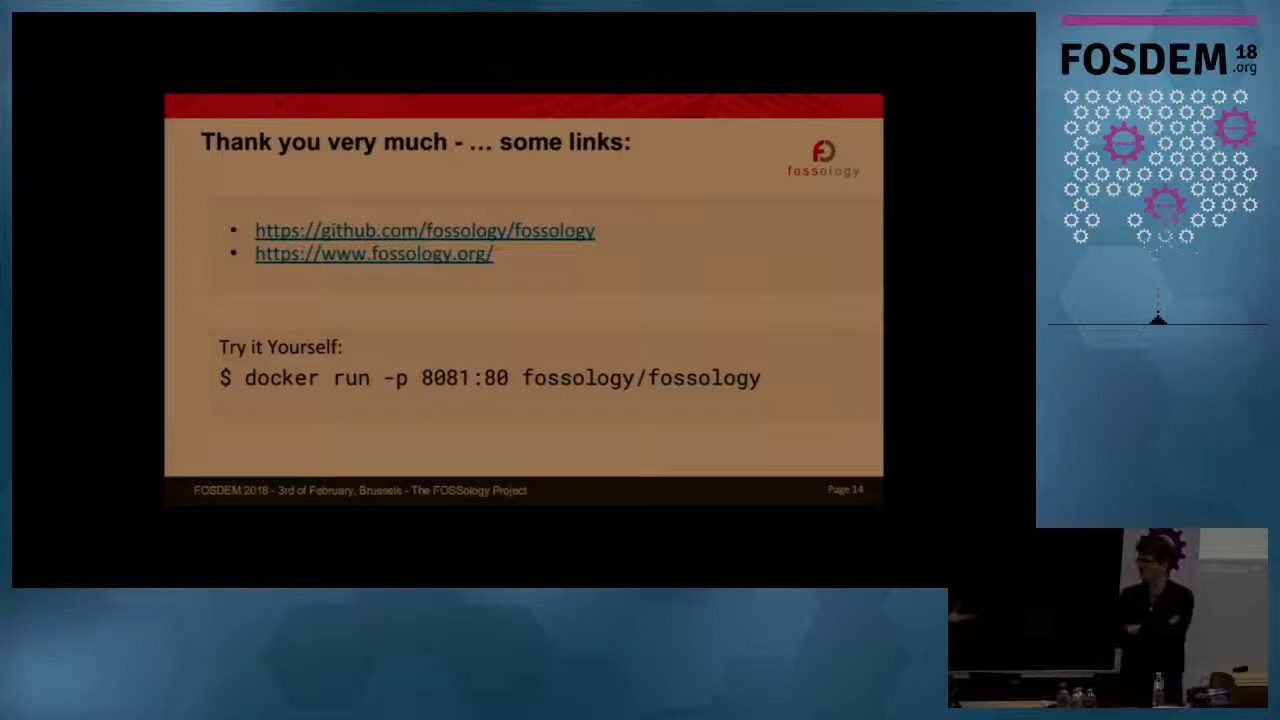 Thank you very much - ... some links:
fossology
• https://github.com/fossology/fossology
• https://www.fossology.org/
Try it Yourself:
$ docker run -p 8081:80 fossology/fossology
FOSDEM 2018 - 3rd of February, Brussels - The FOSSology Project
Page 14
FOSDEM 18
.org